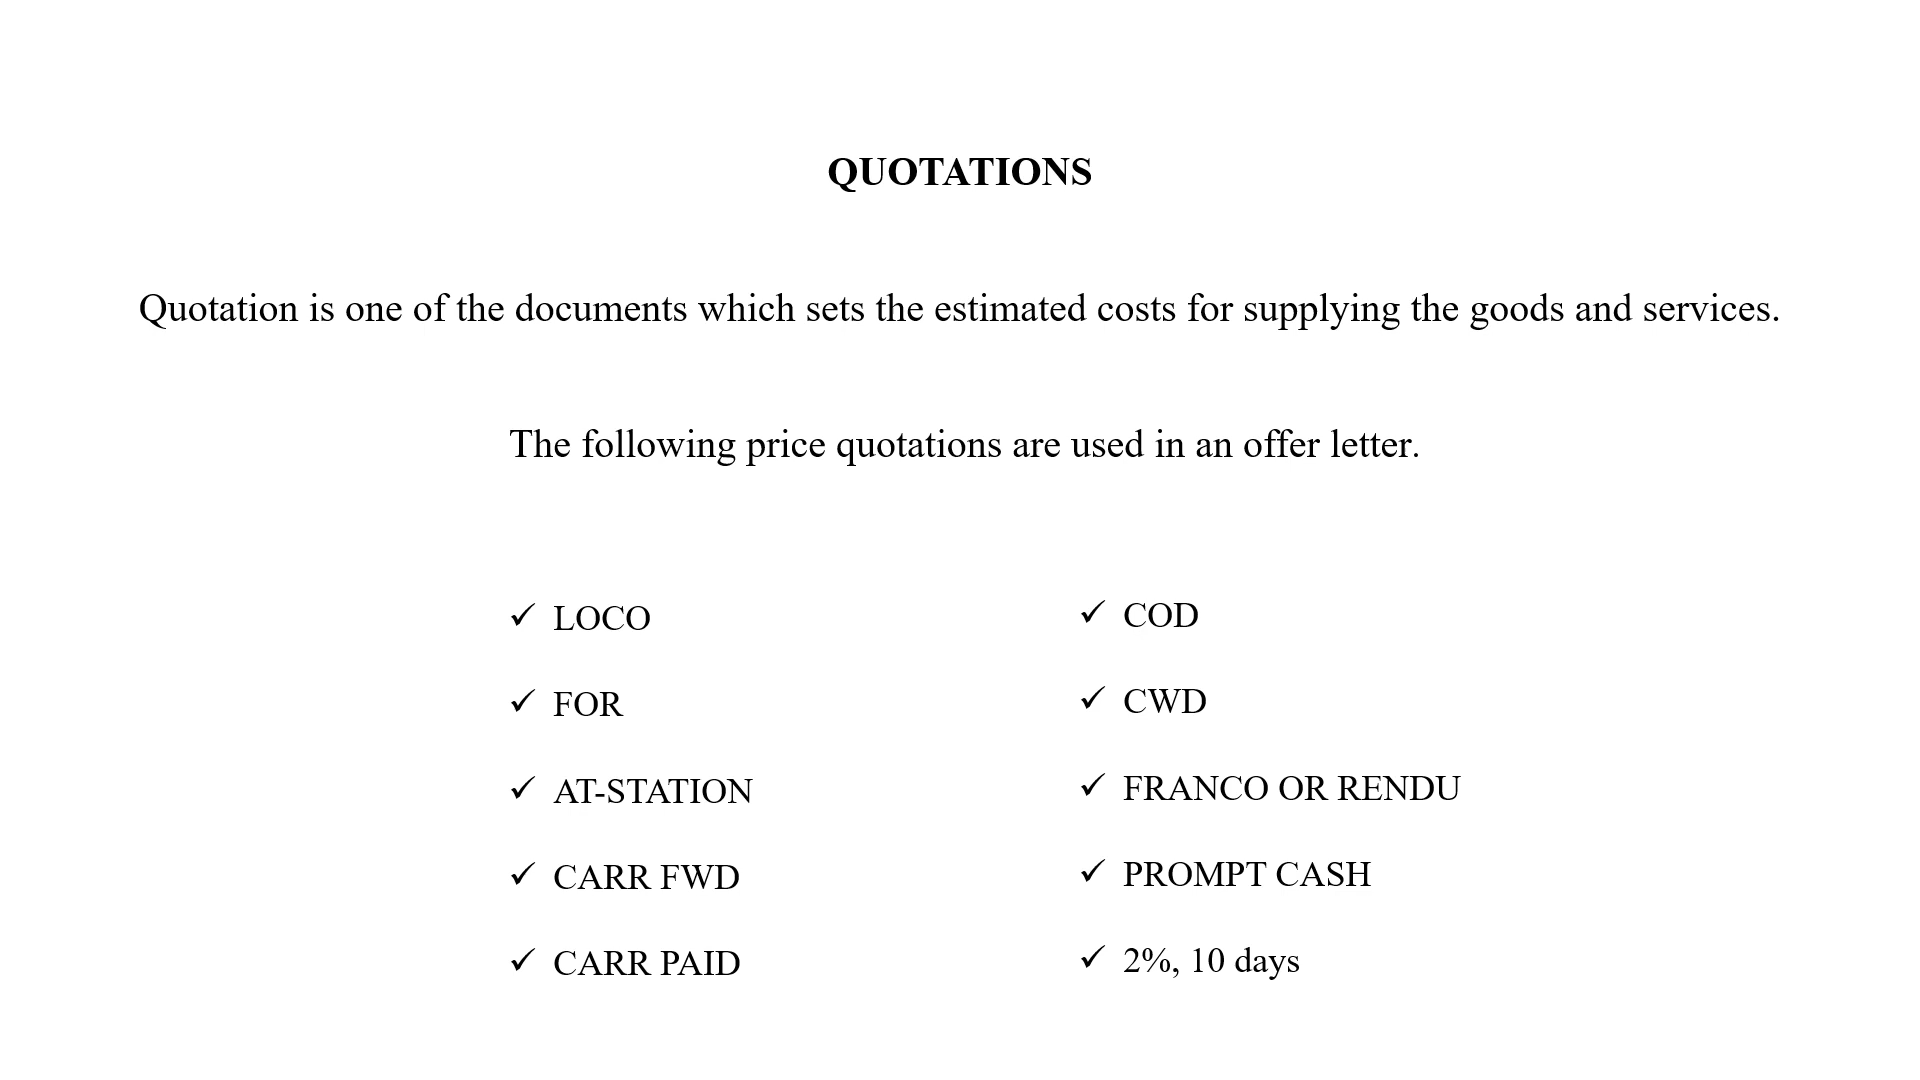 QUOTATIONS
Quotation is one of the documents which sets the estimated costs for supplying the goods and services.
The following price quotations are used in an offer letter.
✓ LOCO
✓ FOR
✓ AT-STATION
✓ CARR FWD
✓ CARR PAID
✓ COD
✓ CWD
✓ FRANCO OR RENDU
✓ PROMPT CASH
✓ 2%, 10 days